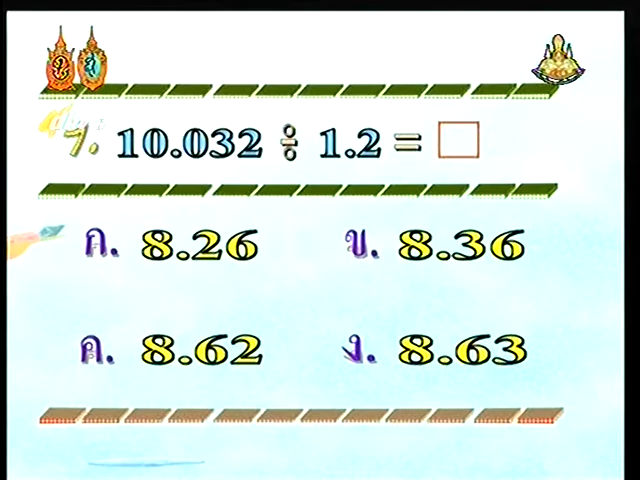 7. 10.032 ÷ 1.2 = □
ก. 8.26 ข. 8.36
ค. 8.62 ง. 8.63